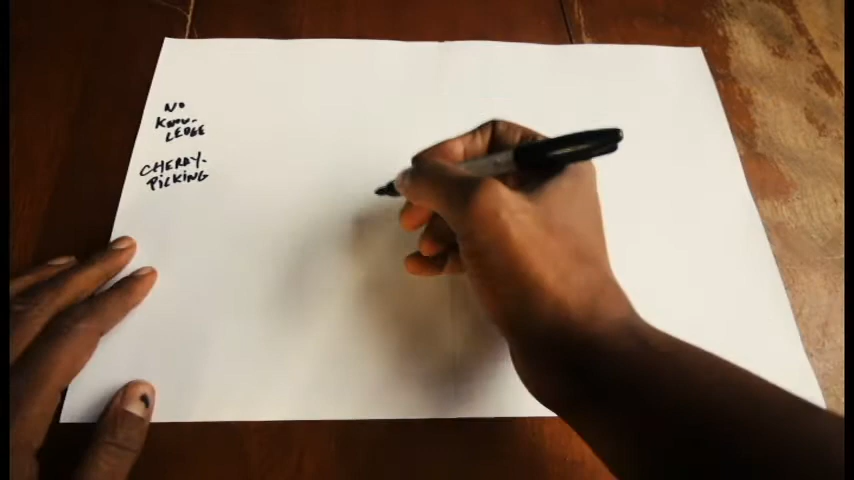 NO
KNOW-
LEDGE
CHERRY-
PICKING